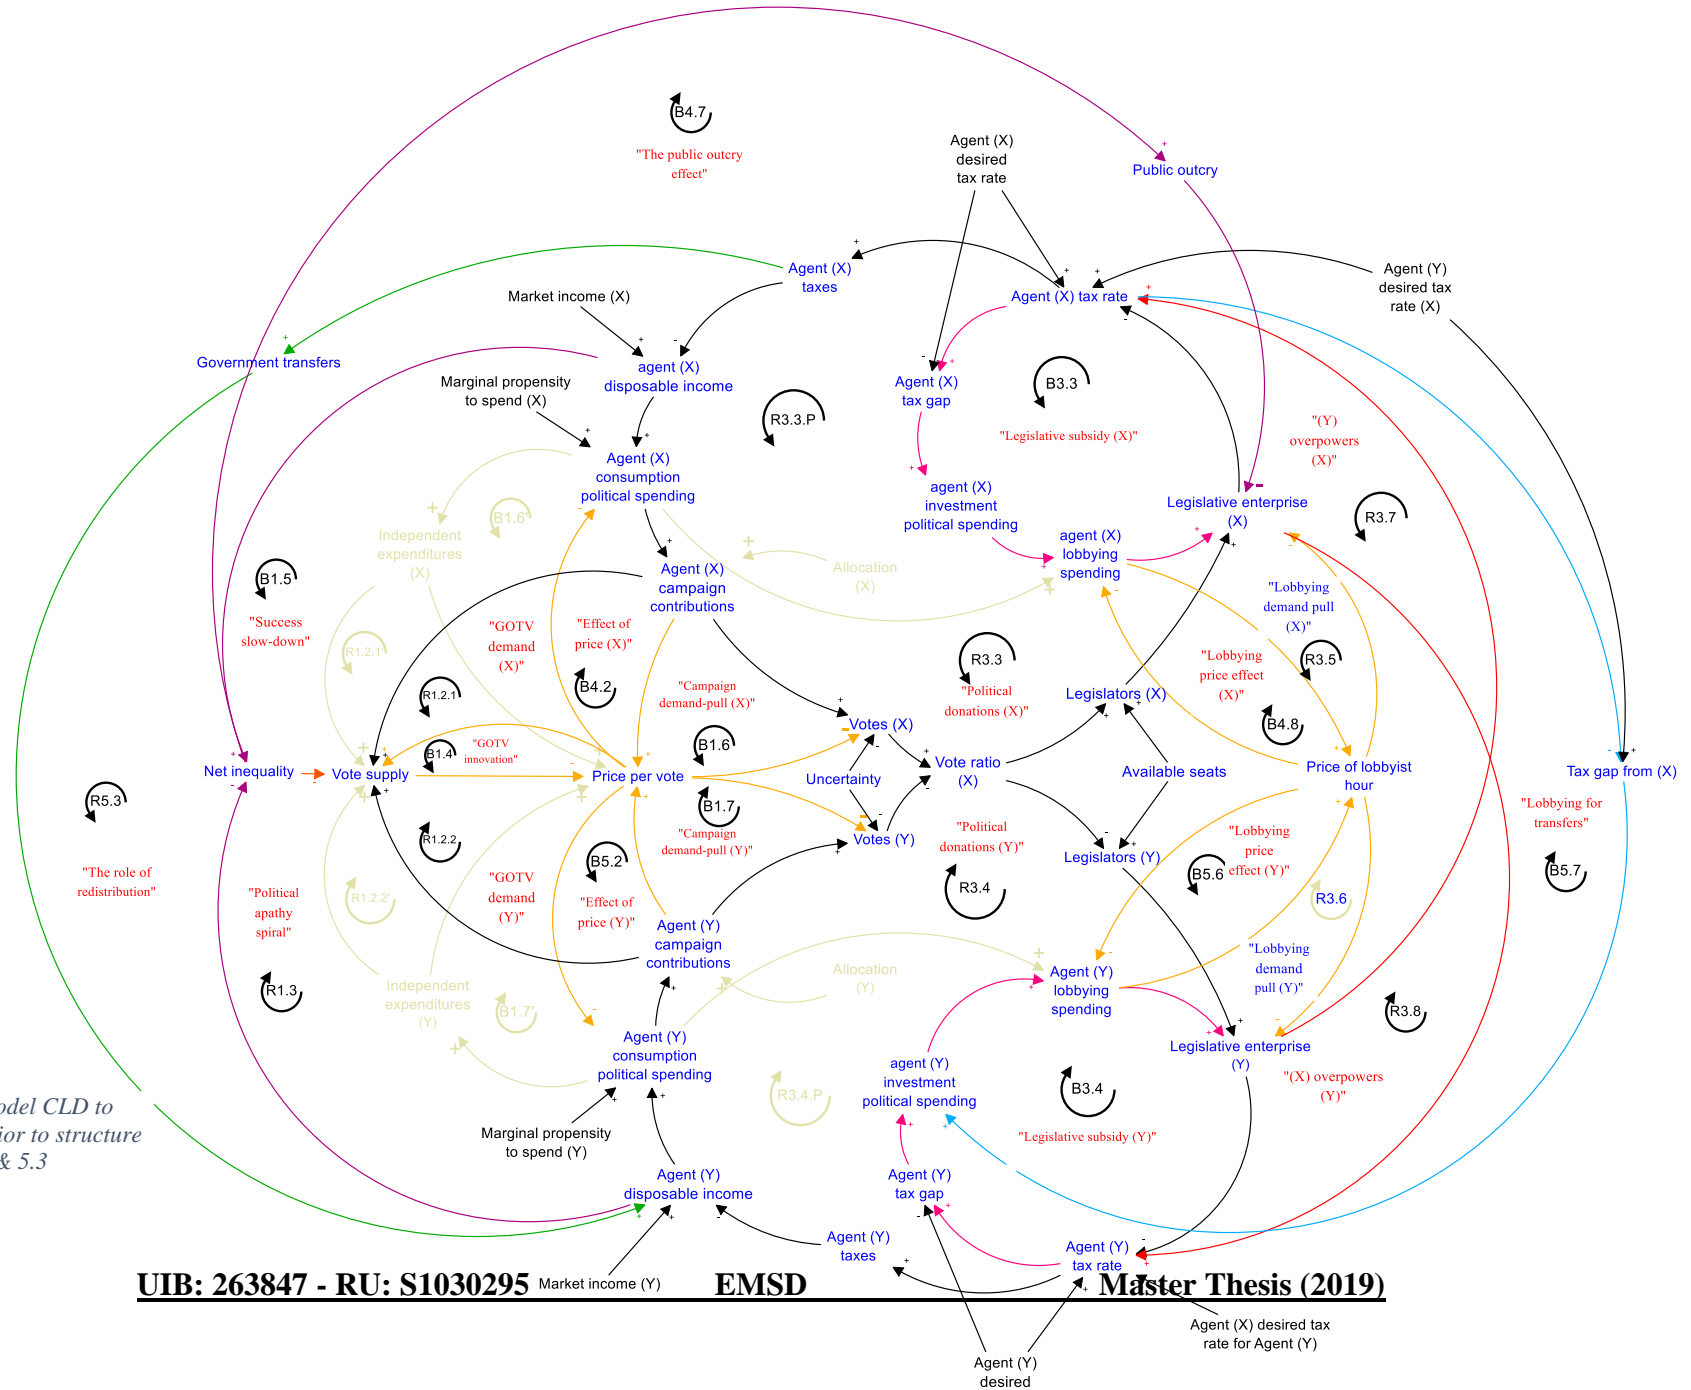 B4.7
"The public outcry
effect"
Agent (X)
desired
tax rate
Public outcry
Agent (X)
taxes
Market income (X)
Agent (X) tax rate
Agent (Y)
desired tax
rate (X)
Government transfers
agent (X)
disposable income
Marginal propensity
to spend (X)
R3.3.P
Agent (X)
tax gap
B3.3
"Legislative subsidy (X)"
"(Y)
overpowers
(X)"
Agent (X)
consumption
political spending
agent (X)
investment
political spending
Legislative enterprise
(X)
R3.7
B1.6'
Independent
expenditures
(X)
agent (X)
lobbying
spending
Allocation
(X)
B1.5
"Success
slow-down"
Agent (X)
campaign
contributions
"Lobbying
demand pull
(X)"
R1.2.1'
"GOTV
demand
(X)"
"Effect of
price (X)"
B4.2
R1.2.1
"Campaign
demand-pull (X)"
R3.3
"Political
donations (X)"
Legislators (X)
"Lobbying
price effect
(X)"
R3.5
B4.8
Votes (X)
B1.4
"GOTV
innovation"
B1.6
Net inequality
Vote supply
Price per vote
Uncertainty
Vote ratio
(X)
Available seats
Price of lobbyist
hour
Tax gap from (X)
R5.3
B1.7
"Campaign
demand-pull (Y)"
Votes (Y)
"Political
donations (Y)"
Legislators (Y)
"Lobbying
price
effect (Y)"
"Lobbying for
transfers"
R1.2.2
B5.2
B5.6
B5.7
"The role of
redistribution"
"Political
apathy
spiral"
R1.2.2'
"GOTV
demand
(Y)"
"Effect of
price (Y)"
R3.4
R3.6
Agent (Y)
campaign
contributions
"Lobbying
demand
pull (Y)"
R1.3
Independent
expenditures
(Y)
B1.7'
Allocation
(Y)
Agent (Y)
lobbying
spending
R3.8
Agent (Y)
consumption
political spending
Legislative enterprise
(Y)
agent (Y)
investment
political spending
R3.4.P
B3.4
"(X) overpowers
(Y)"
odel CLD to
ior to structure
& 5.3
Marginal propensity
to spend (Y)
"Legislative subsidy (Y)"
Agent (Y)
disposable income
Agent (Y)
tax gap
Agent (Y)
taxes
Agent (Y)
tax rate
UIB: 263847 - RU: S1030295 EMSD Master Thesis (2019)
Market income (Y)
Agent (X) desired tax
rate for Agent (Y)
Agent (Y)
desired